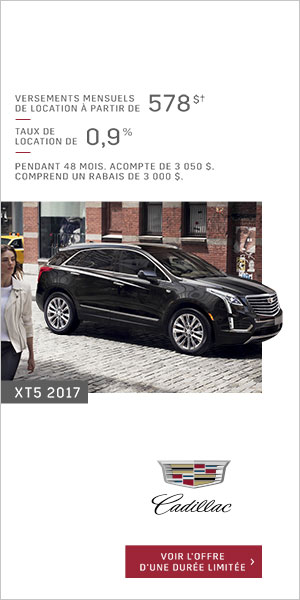 VERSEMENTS MENSUELS
DE LOCATION À PARTIR DE 578$†
TAUX DE
LOCATION DE 0,9%
PENDANT 48 MOIS. ACOMPTE DE 3 050 $.
COMPREND UN RABAIS DE 3 000 $.
XT5 2017
Cadillac
VOIR L'OFFRE
D'UNE DURÉE LIMITÉE >